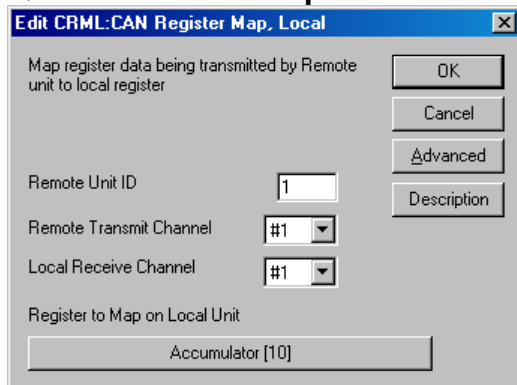 Edit CRML:CAN Register Map, Local
Map register data being transmitted by Remote
unit to local register
OK
Cancel
Advanced
Description
Remote Unit ID
1
Remote Transmit Channel
#1
Local Receive Channel
#1
Register to Map on Local Unit
Accumulator [10]